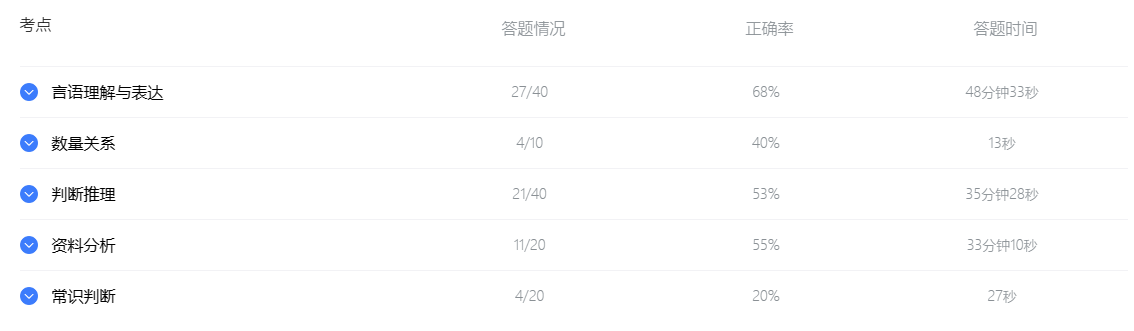 考点 答题情况 正确率 答题时间
言语理解与表达 27/40 68% 48分钟33秒
数量关系 4/10 40% 13秒
判断推理 21/40 53% 35分钟28秒
资料分析 11/20 55% 33分钟10秒
常识判断 4/20 20% 27秒